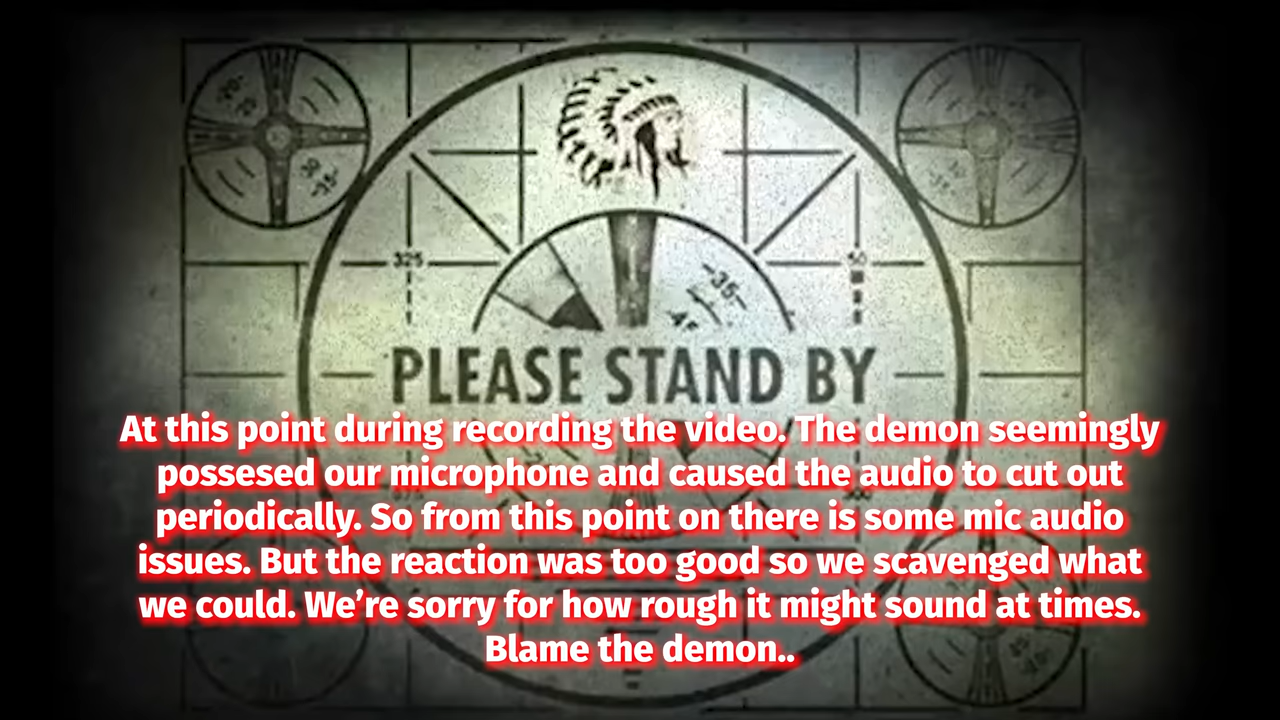 325
50
-35-
PLEASE STAND BY
At this point during recording the video. The demon seemingly
possesed our microphone and caused the audio to cut out
periodically. So from this point on there is some mic audio
issues. But the reaction was too good so we scavenged what
we could. We’re sorry for how rough it might sound at times.
Blame the demon..